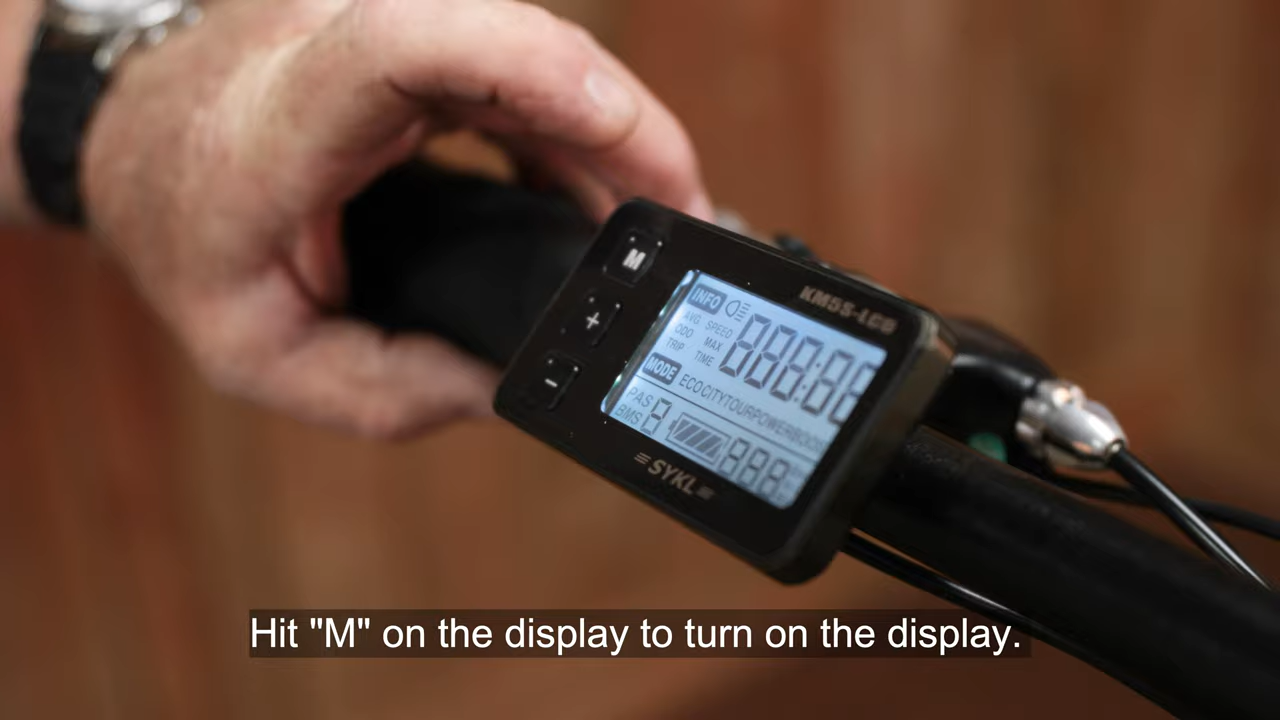 M
+
-
KM5S-LCD
INFO
888:88
AVG SPEED
ODO MAX
TRIP TIME
MODE ECO CITY TOUR POWER BOOST
PAS 8
BMS
888
SYKL
Hit "M" on the display to turn on the display.